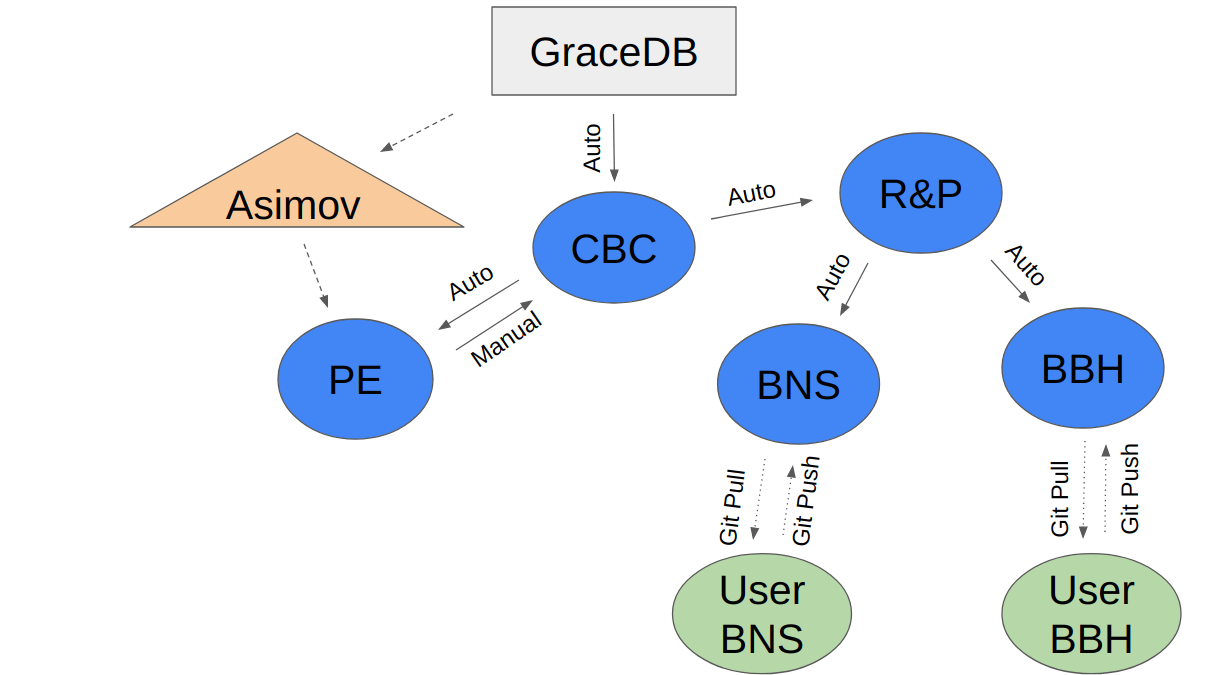 GraceDB
Auto
Asimov
Auto
R&P
CBC
Auto
Auto
Auto
Manual
PE
BNS
BBH
Git Pull
Git Push
Git Pull
Git Push
User
BNS
User
BBH